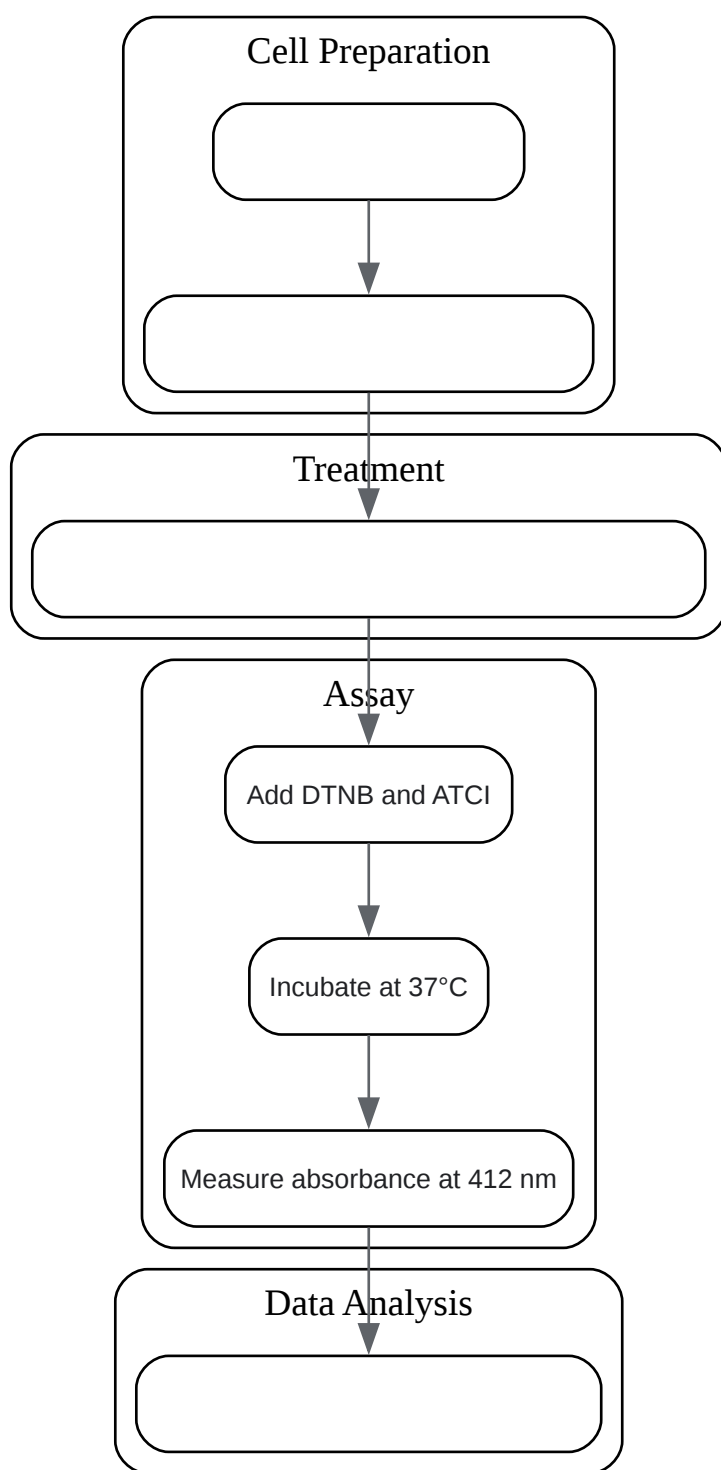 Cell Preparation
Treatment
Assay
Add DTNB and ATCI
Incubate at 37°C
Measure absorbance at 412 nm
Data Analysis